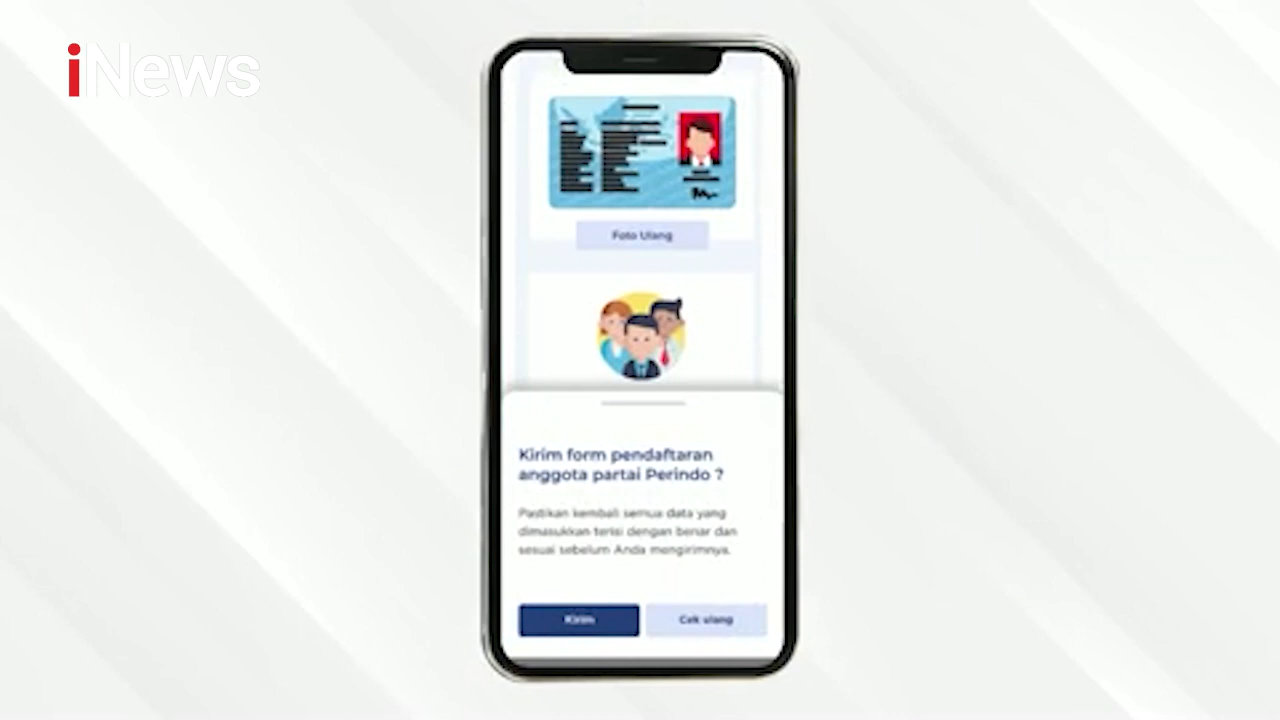 iNews
Foto Ulang
Kirim form pendaftaran
anggota partai Perindo ?
Pastikan kembali semua data yang
dimasukkan terisi dengan benar dan
sesuai sebelum Anda mengirimnya.
Kirim
Cek ulang